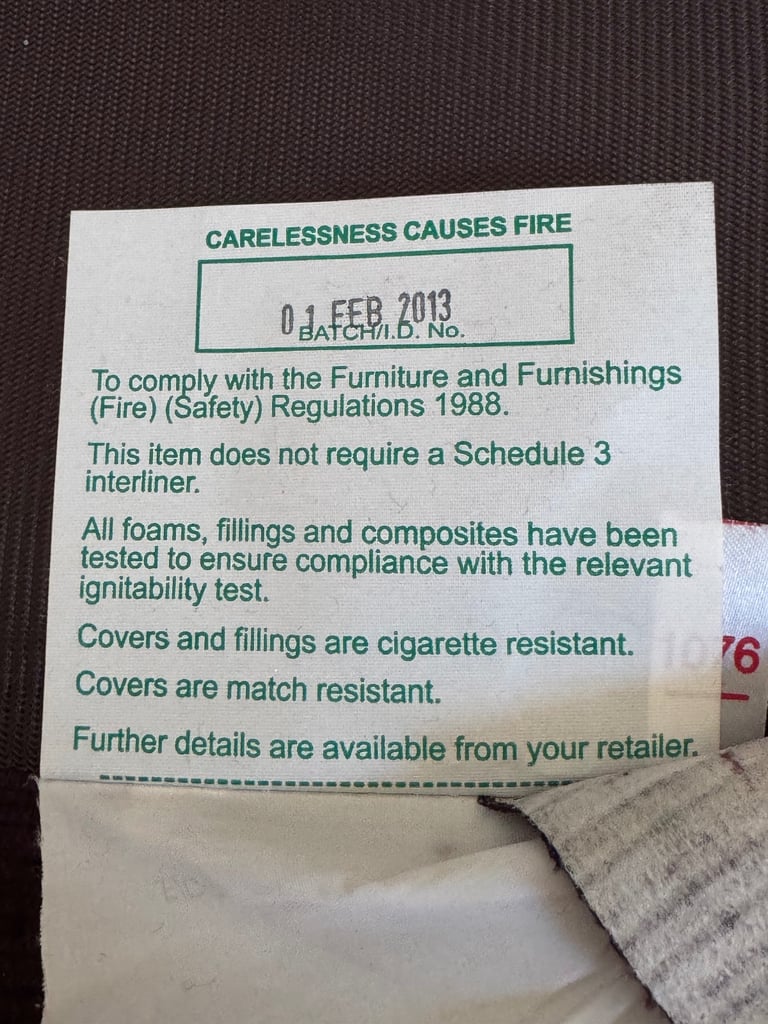 CARELESSNESS CAUSES FIRE
01 FEB 2013
BATCH/I.D. No.
To comply with the Furniture and Furnishings
(Fire) (Safety) Regulations 1988.
This item does not require a Schedule 3
interliner.
All foams, fillings and composites have been
tested to ensure compliance with the relevant
ignitability test.
Covers and fillings are cigarette resistant.
1076
Covers are match resistant.
Further details are available from your retailer.